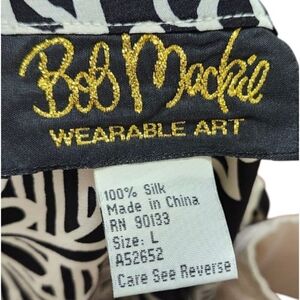 Bob Mackie
WEARABLE ART
100% Silk
Made in China
RN 90133
Size: L
A52652
Care See Reverse